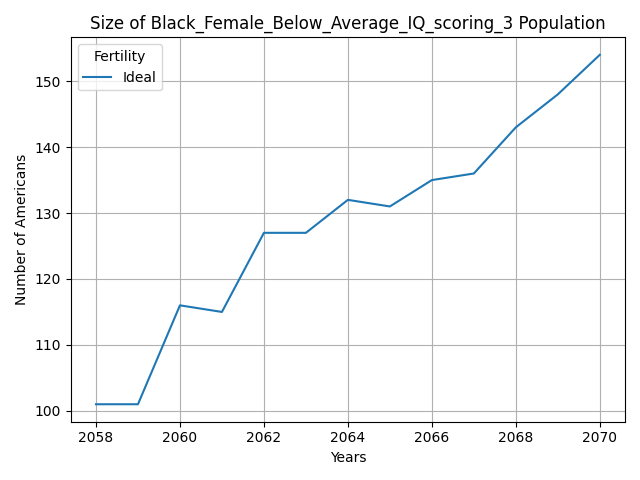 Size of Black_Female_Below_Average_IQ_scoring_3 Population
Fertility
Ideal
Number of Americans
150
140
130
120
110
100
2058 2060 2062 2064 2066 2068 2070
Years